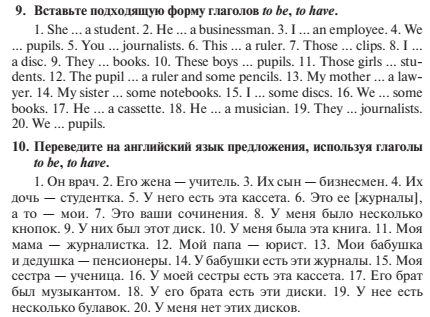 9. Вставьте подходящую форму глаголов to be, to have.
1. She ... a student. 2. He ... a businessman. 3. I ... an employee. 4. We
... pupils. 5. You ... journalists. 6. This ... a ruler. 7. Those ... clips. 8. I ...
a disc. 9. They ... books. 10. These boys ... pupils. 11. Those girls ... stu-
dents. 12. The pupil ... a ruler and some pencils. 13. My mother ... a law-
yer. 14. My sister ... some notebooks. 15. I ... some discs. 16. We ... some
books. 17. He ... a cassette. 18. He ... a musician. 19. They ... journalists.
20. We ... pupils.
10. Переведите на английский язык предложения, используя глаголы
to be, to have.
1. Он врач. 2. Его жена — учитель. 3. Их сын — бизнесмен. 4. Их
дочь — студентка. 5. У него есть эта кассета. 6. Это ее [журналы],
а то — мои. 7. Это ваши сочинения. 8. У меня было несколько
кнопок. 9. У них был этот диск. 10. У меня была эта книга. 11. Моя
мама — журналистка. 12. Мой папа — юрист. 13. Мои бабушка
и дедушка — пенсионеры. 14. У бабушки есть эти журналы. 15. Моя
сестра — ученица. 16. У моей сестры есть эта кассета. 17. Его брат
был музыкантом. 18. У его брата есть эти диски. 19. У нее есть
несколько булавок. 20. У меня нет этих дисков.